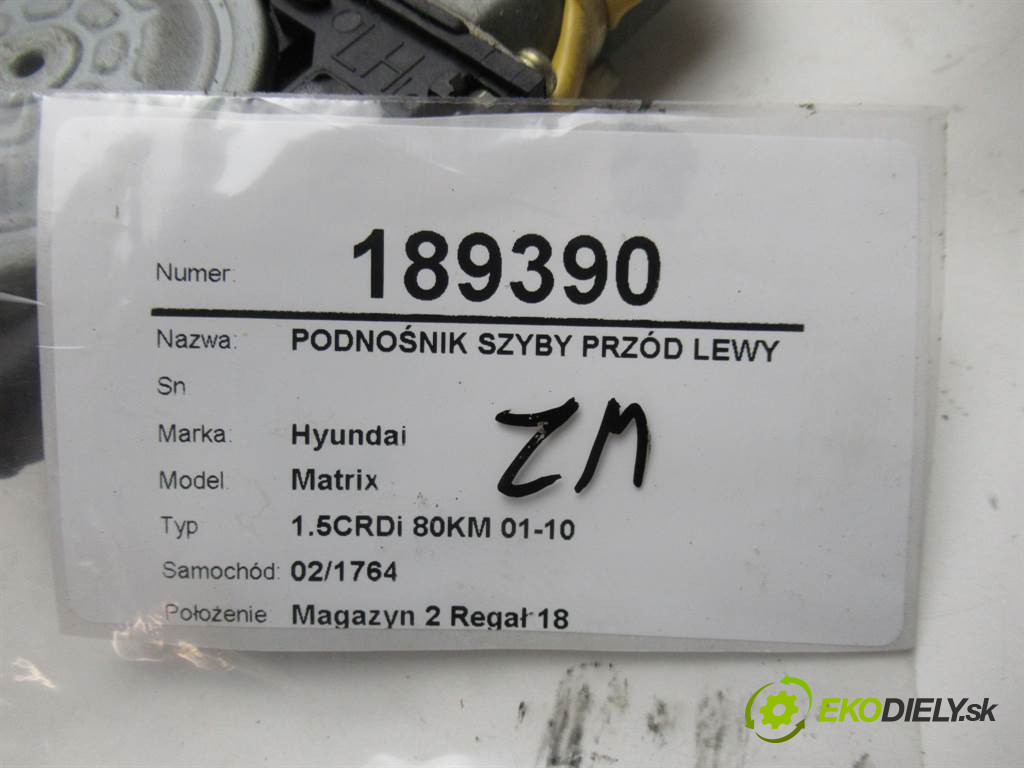 LH
Numer: 189390
Nazwa: PODNOŚNIK SZYBY PRZÓD LEWY
Sn
Marka: Hyundai
Model: Matrix
Typ 1.5CRDi 80KM 01-10
Samochód: 02/1764
Położenie Magazyn 2 Regał 18
ZM
EKODIELY.sk